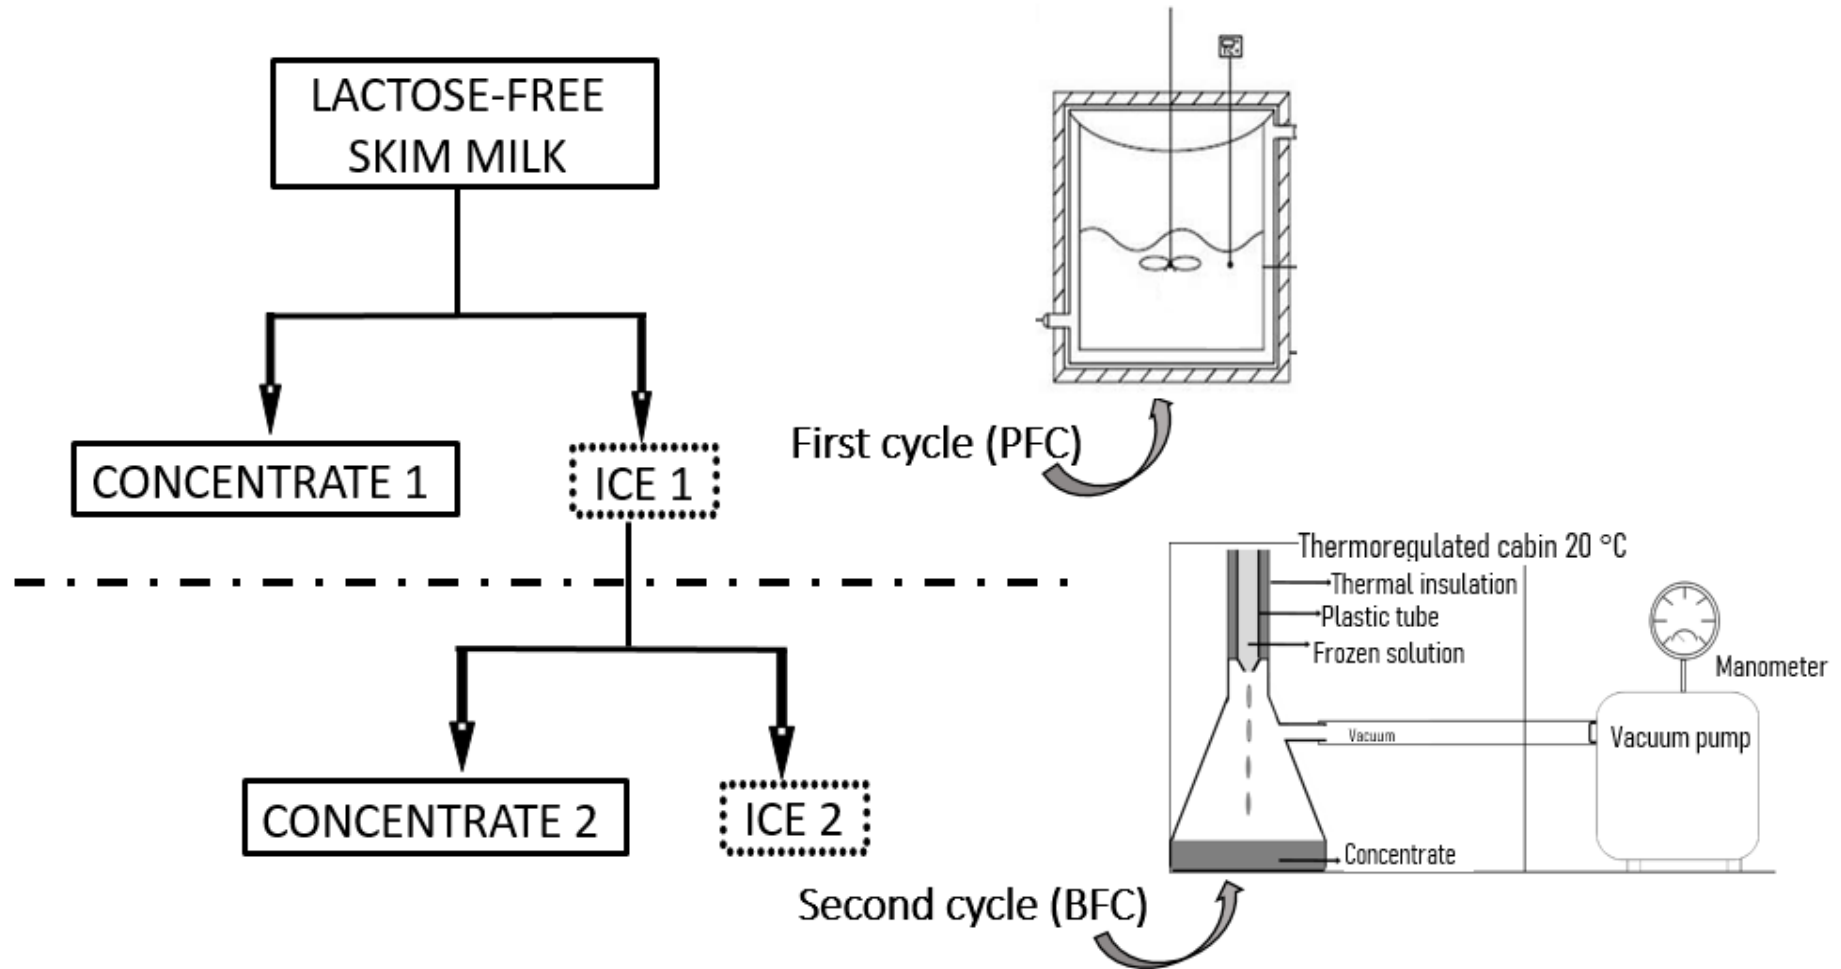 LACTOSE-FREE
SKIM MILK
CONCENTRATE 1
ICE 1
First cycle (PFC)
Thermoregulated cabin 20 °C
Thermal insulation
Plastic tube
Frozen solution
Manometer
Vacuum
Vacuum pump
CONCENTRATE 2
ICE 2
Concentrate
Second cycle (BFC)